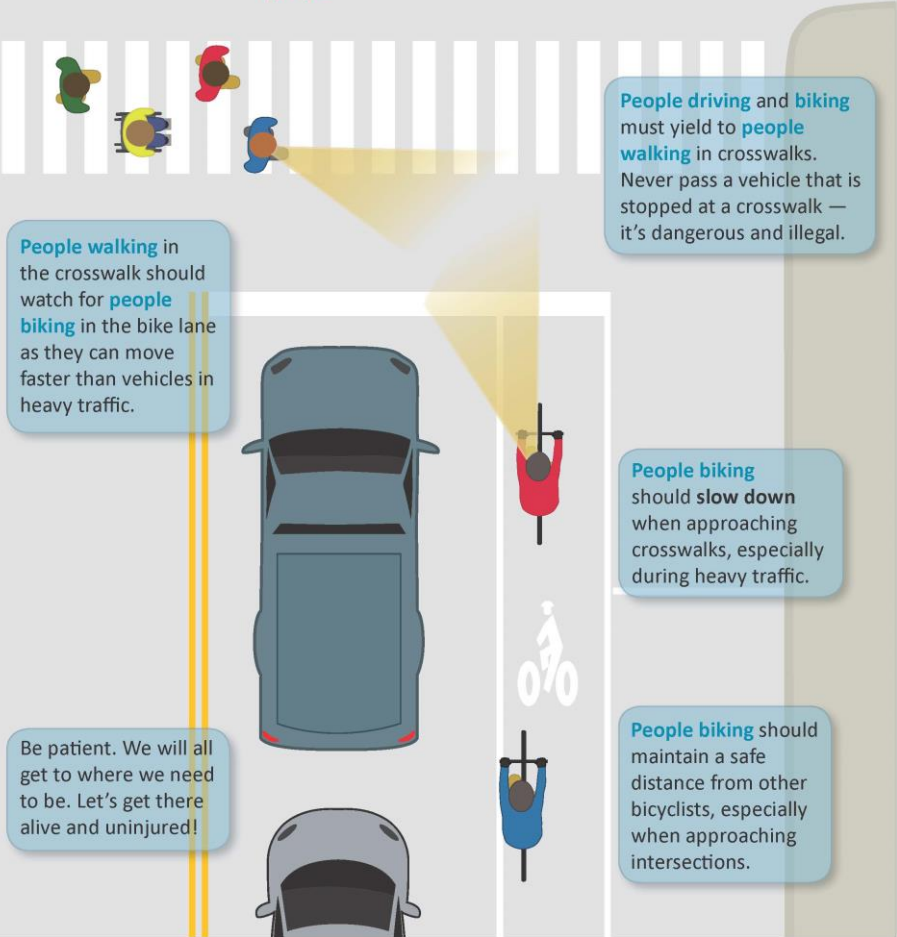 People driving and biking
must yield to people
walking in crosswalks.
Never pass a vehicle that is
stopped at a crosswalk —
it's dangerous and illegal.
People walking in
the crosswalk should
watch for people
biking in the bike lane
as they can move
faster than vehicles in
heavy traffic.
People biking
should slow down
when approaching
crosswalks, especially
during heavy traffic.
Be patient. We will all
get to where we need
to be. Let's get there
alive and uninjured!
People biking should
maintain a safe
distance from other
bicyclists, especially
when approaching
intersections.